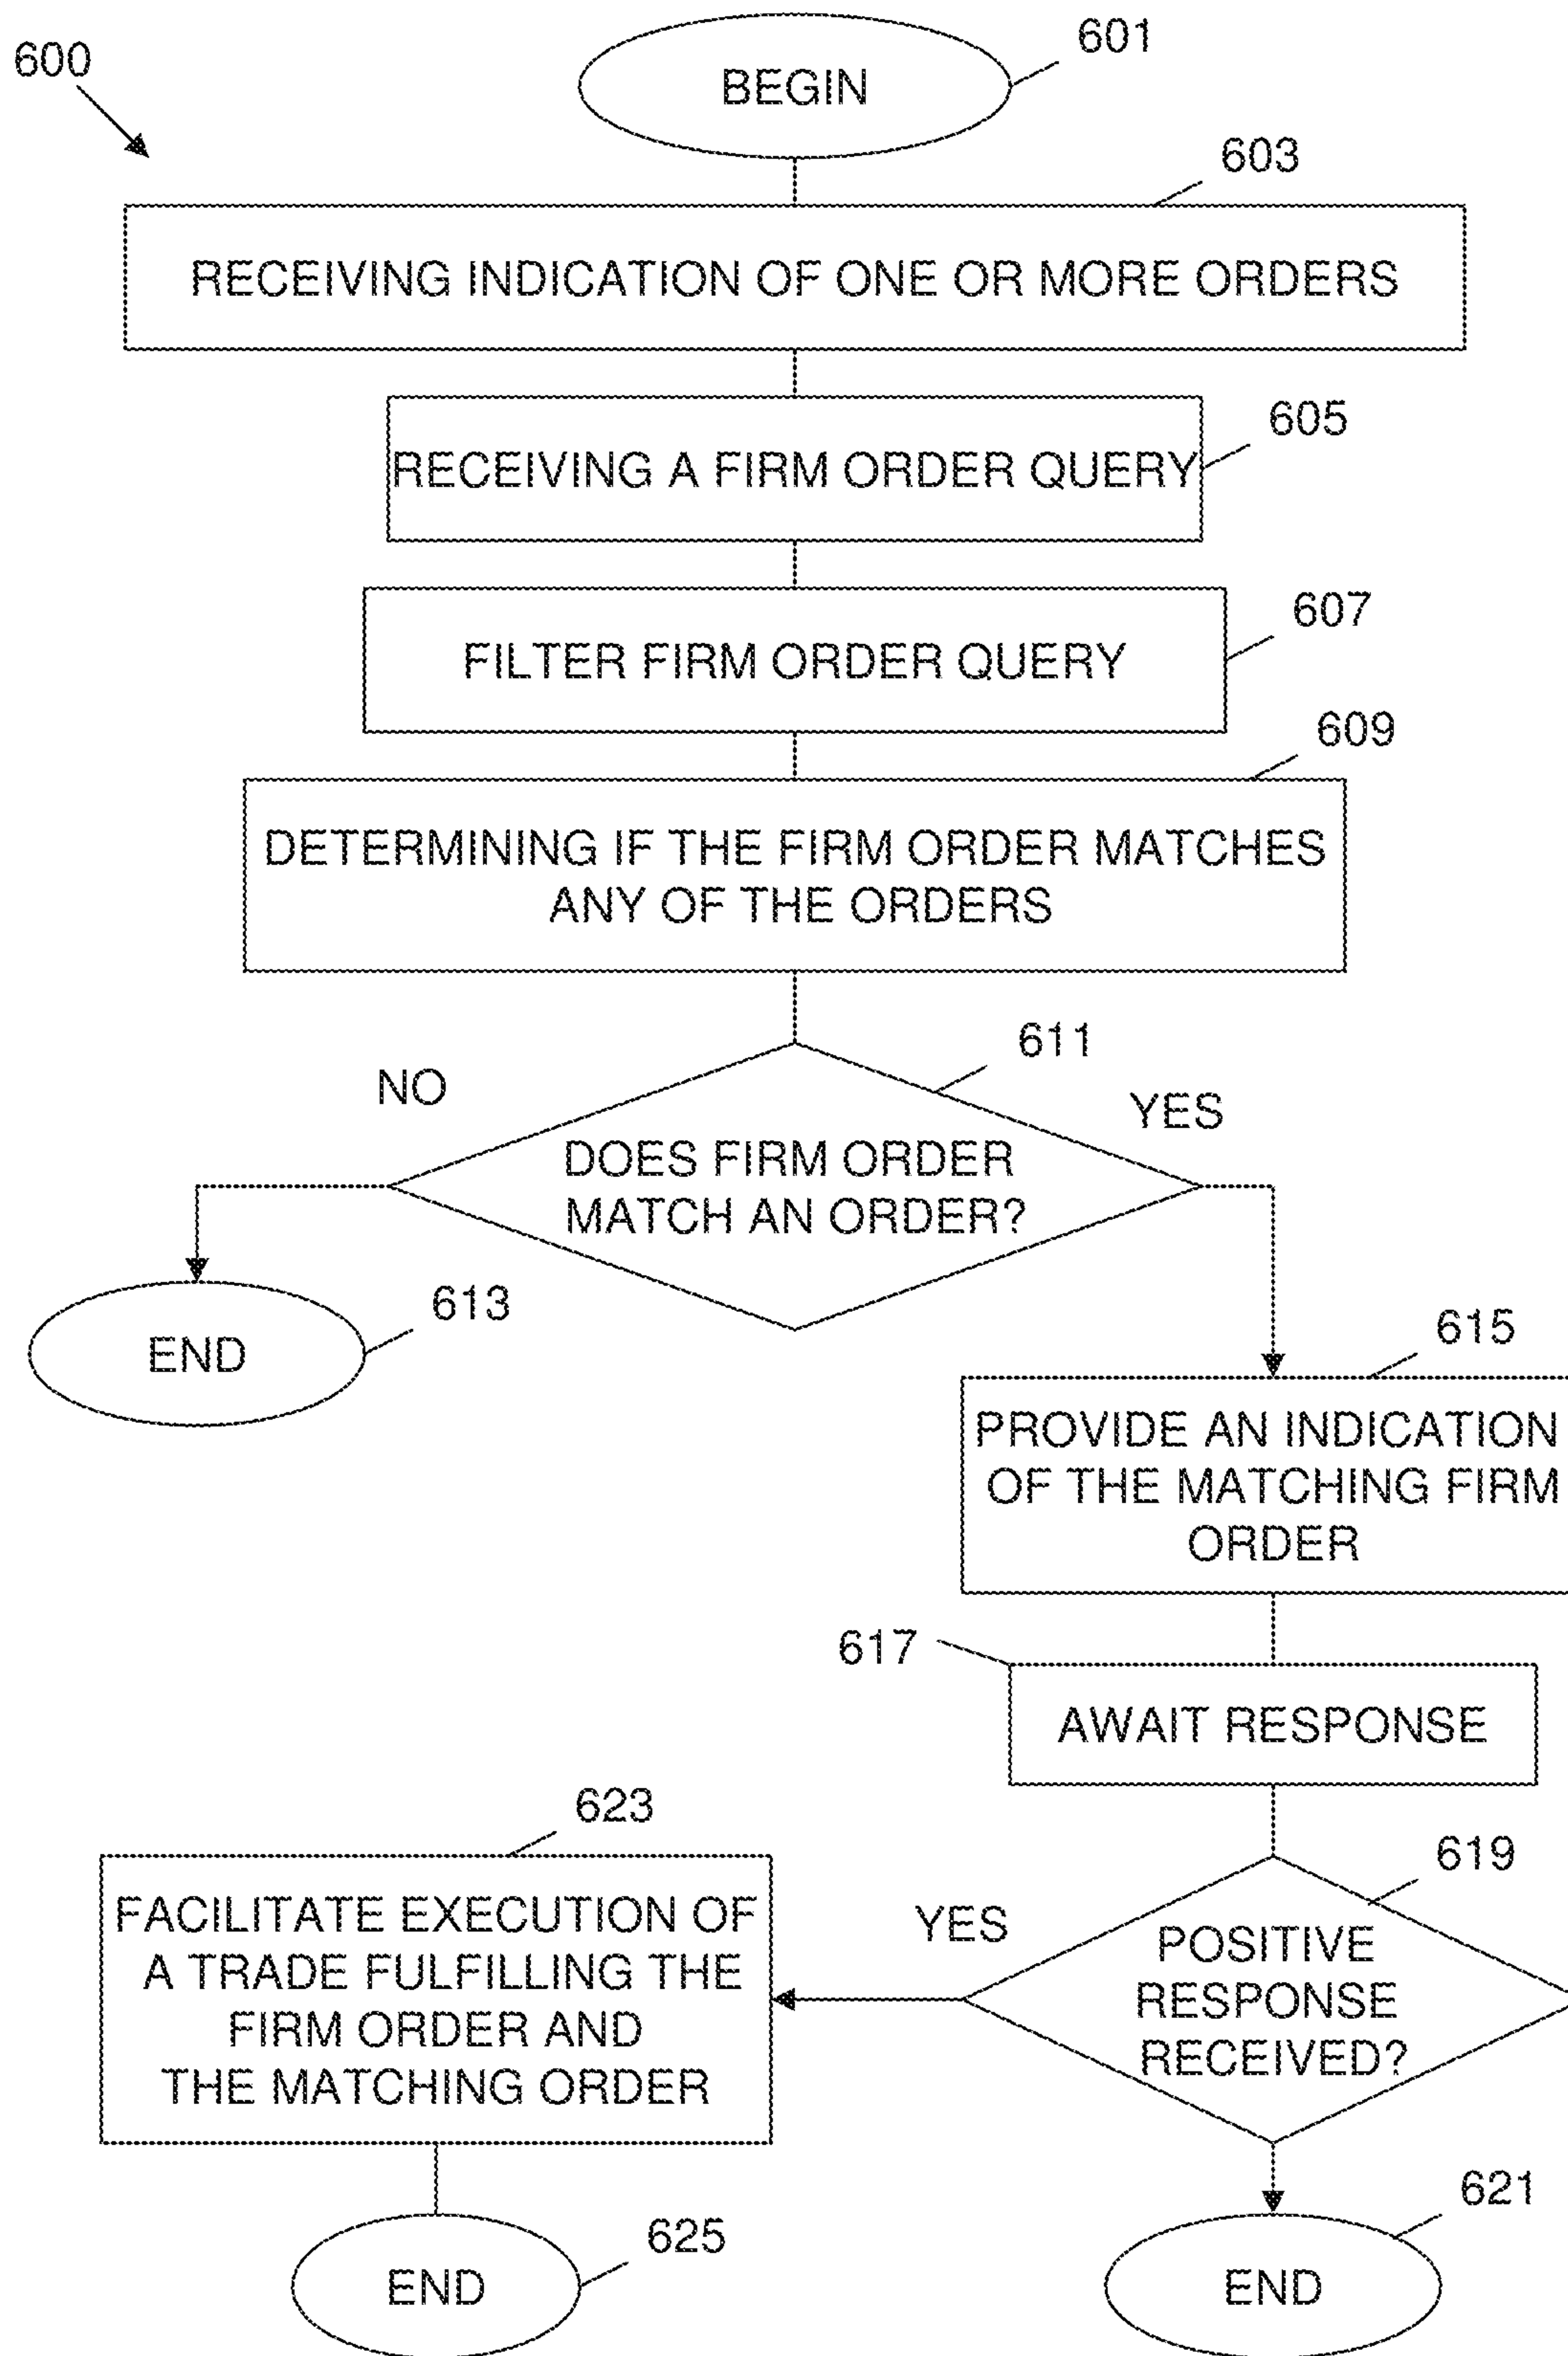 600
601
BEGIN
603
RECEIVING INDICATION OF ONE OR MORE ORDERS
605
RECEIVING A FIRM ORDER QUERY
607
FILTER FIRM ORDER QUERY
609
DETERMINING IF THE FIRM ORDER MATCHES
ANY OF THE ORDERS
611
NO
YES
DOES FIRM ORDER
MATCH AN ORDER?
613
END
615
PROVIDE AN INDICATION
OF THE MATCHING FIRM
ORDER
617
AWAIT RESPONSE
619
POSITIVE
RESPONSE
RECEIVED?
YES
623
FACILITATE EXECUTION OF
A TRADE FULFILLING THE
FIRM ORDER AND
THE MATCHING ORDER
625
END
621
END